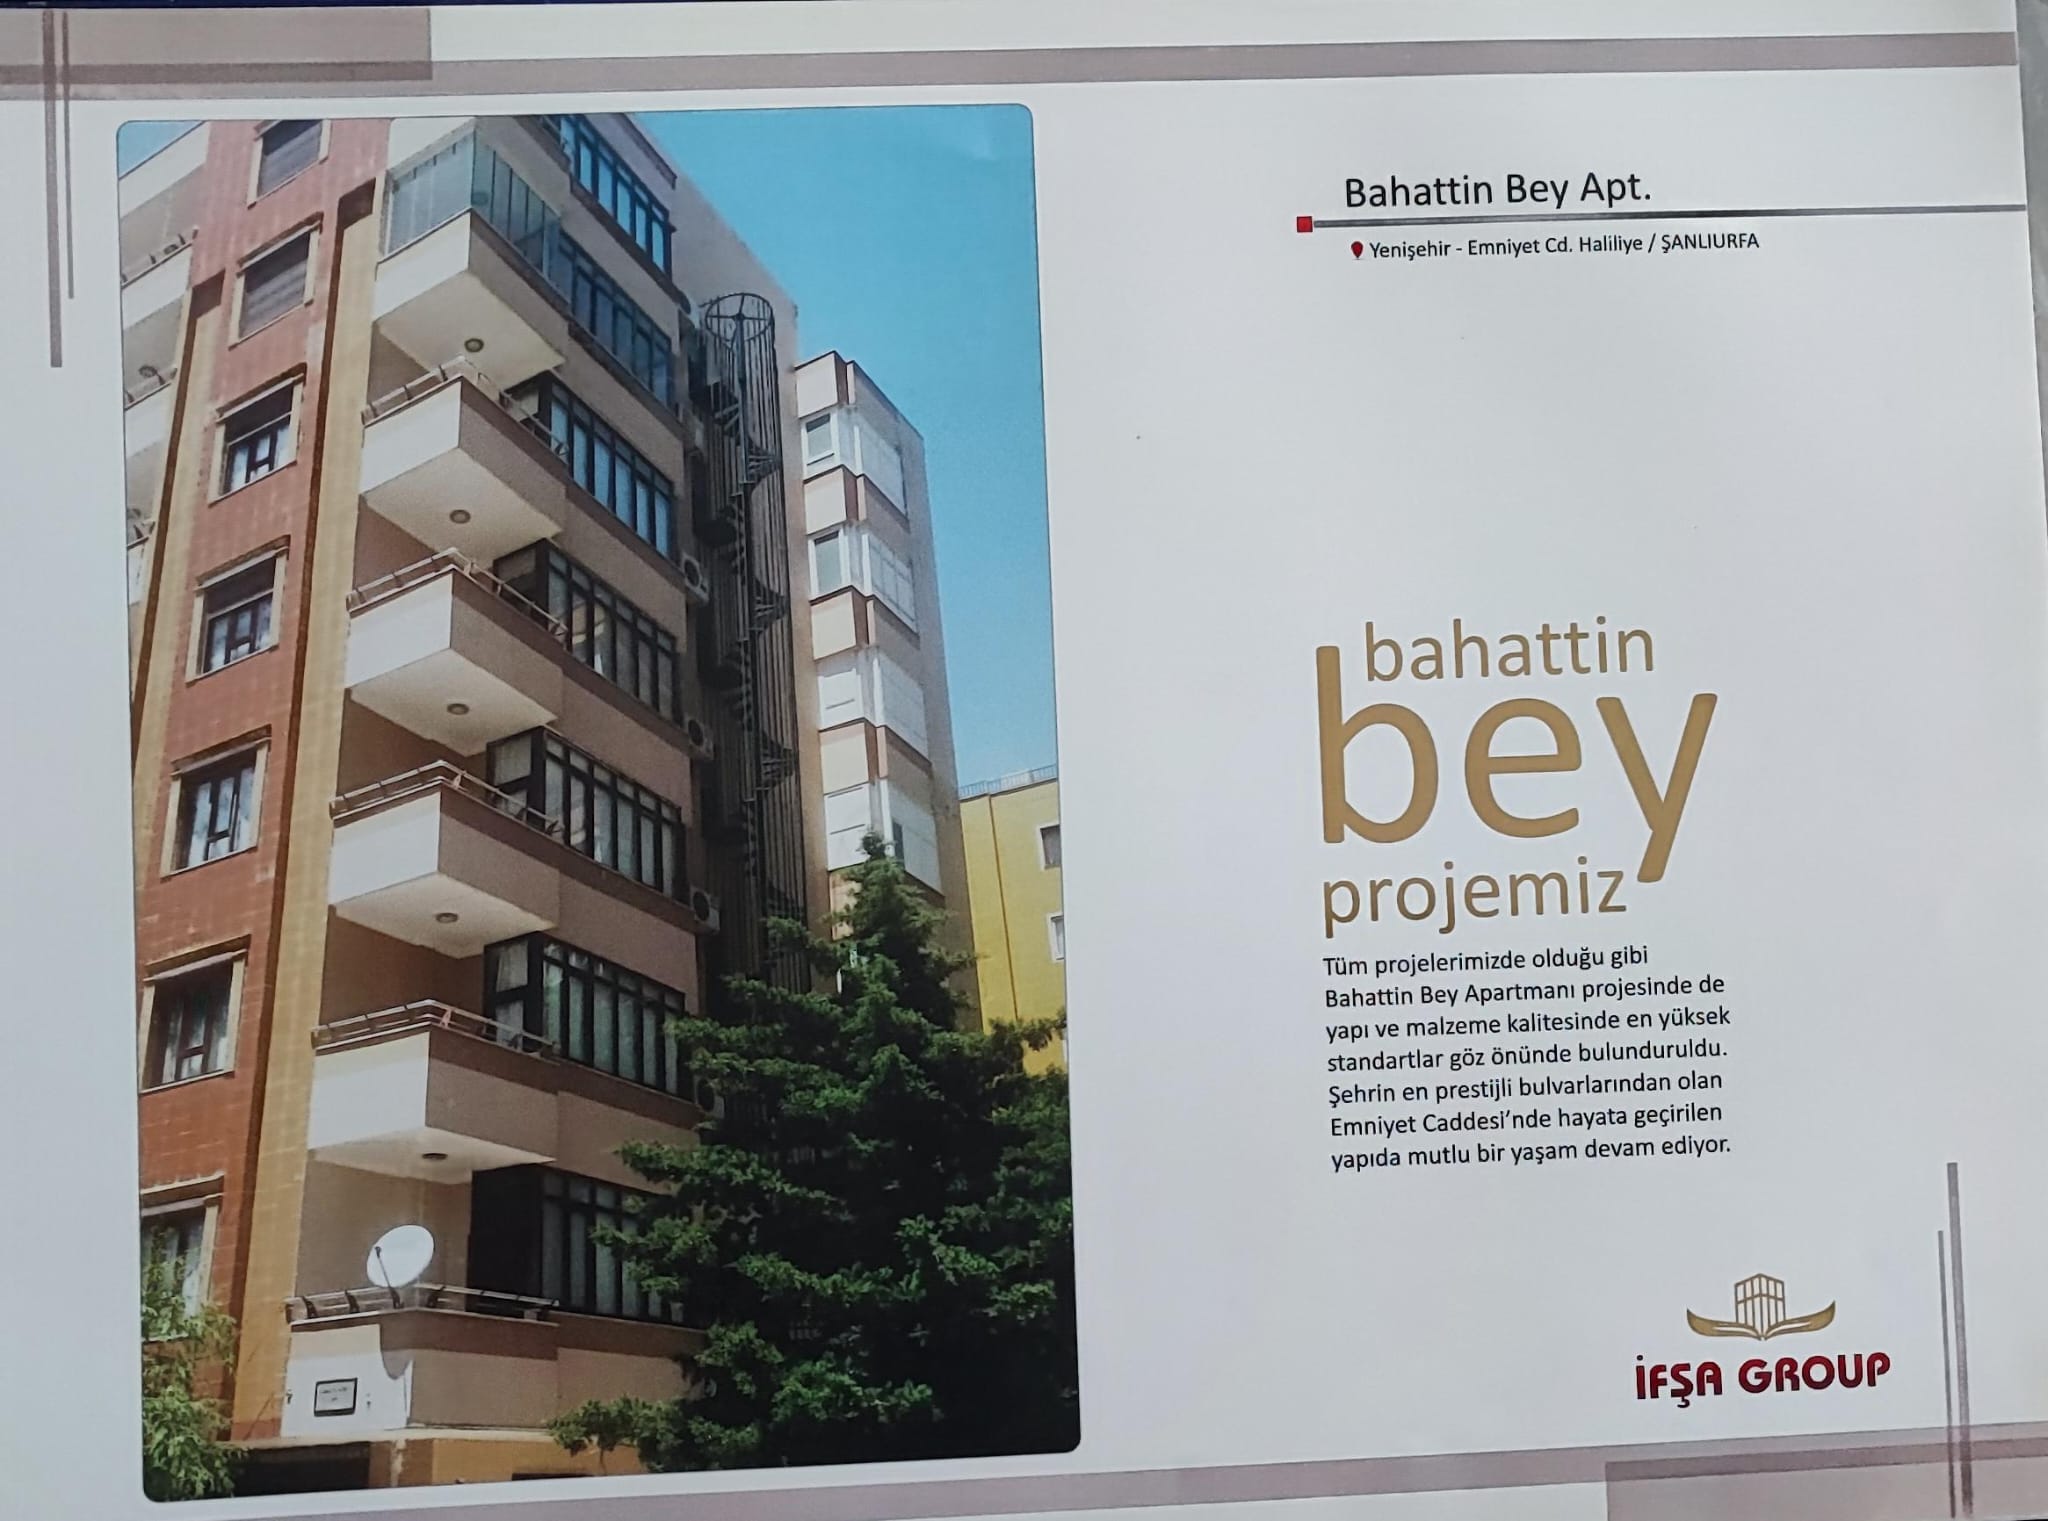 Bahattin Bey Apt.
Yenişehir - Emniyet Cd. Haliliye / ŞANLIURFA
bahattin
bey
projemiz
Tüm projelerimizde olduğu gibi
Bahattin Bey Apartmanı projesinde de
yapı ve malzeme kalitesinde en yüksek
standartlar göz önünde bulunduruldu.
Şehrin en prestijli bulvarlarından olan
Emniyet Caddesi’nde hayata geçirilen
yapıda mutlu bir yaşam devam ediyor.
İFŞA GROUP